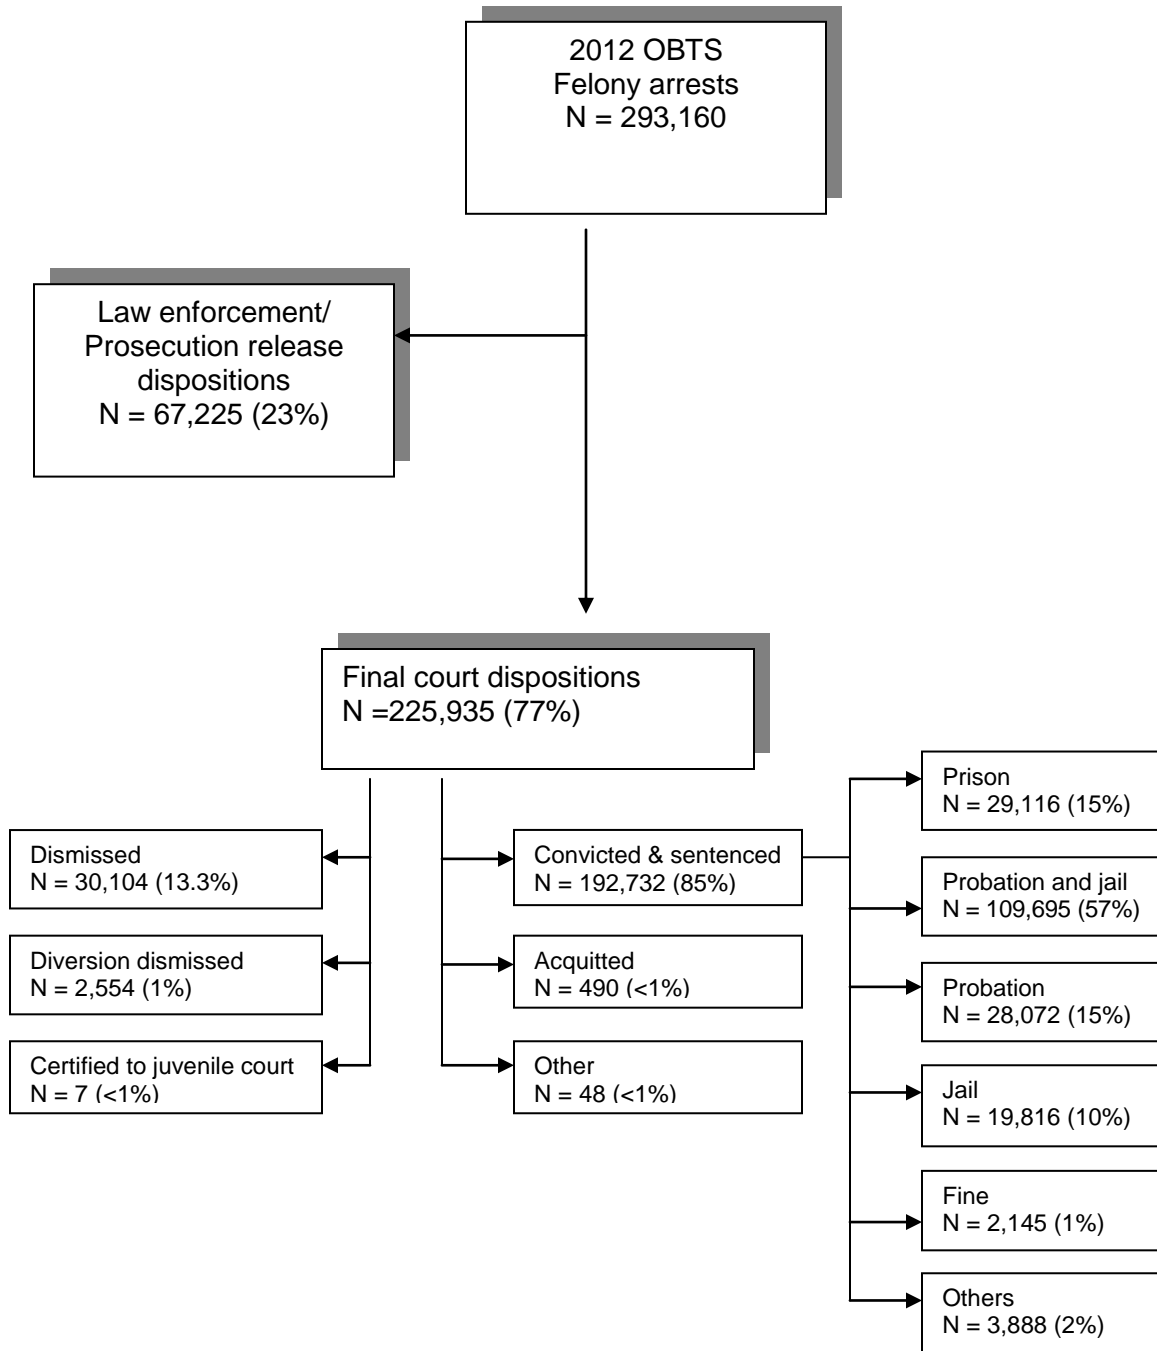 2012 OBTS
Felony arrests
N = 293,160
Law enforcement/
Prosecution release
dispositions
N = 67,225 (23%)
Final court dispositions
N =225,935 (77%)
Dismissed
N = 30,104 (13.3%)
Diversion dismissed
N = 2,554 (1%)
Certified to juvenile court
N = 7 (<1%)
Convicted & sentenced
N = 192,732 (85%)
Acquitted
N = 490 (<1%)
Other
N = 48 (<1%)
Prison
N = 29,116 (15%)
Probation and jail
N = 109,695 (57%)
Probation
N = 28,072 (15%)
Jail
N = 19,816 (10%)
Fine
N = 2,145 (1%)
Others
N = 3,888 (2%)